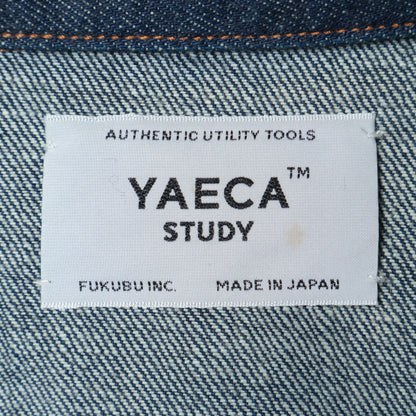 AUTHENTIC UTILITY TOOLS
YAECA™
STUDY
FUKUBU INC. MADE IN JAPAN